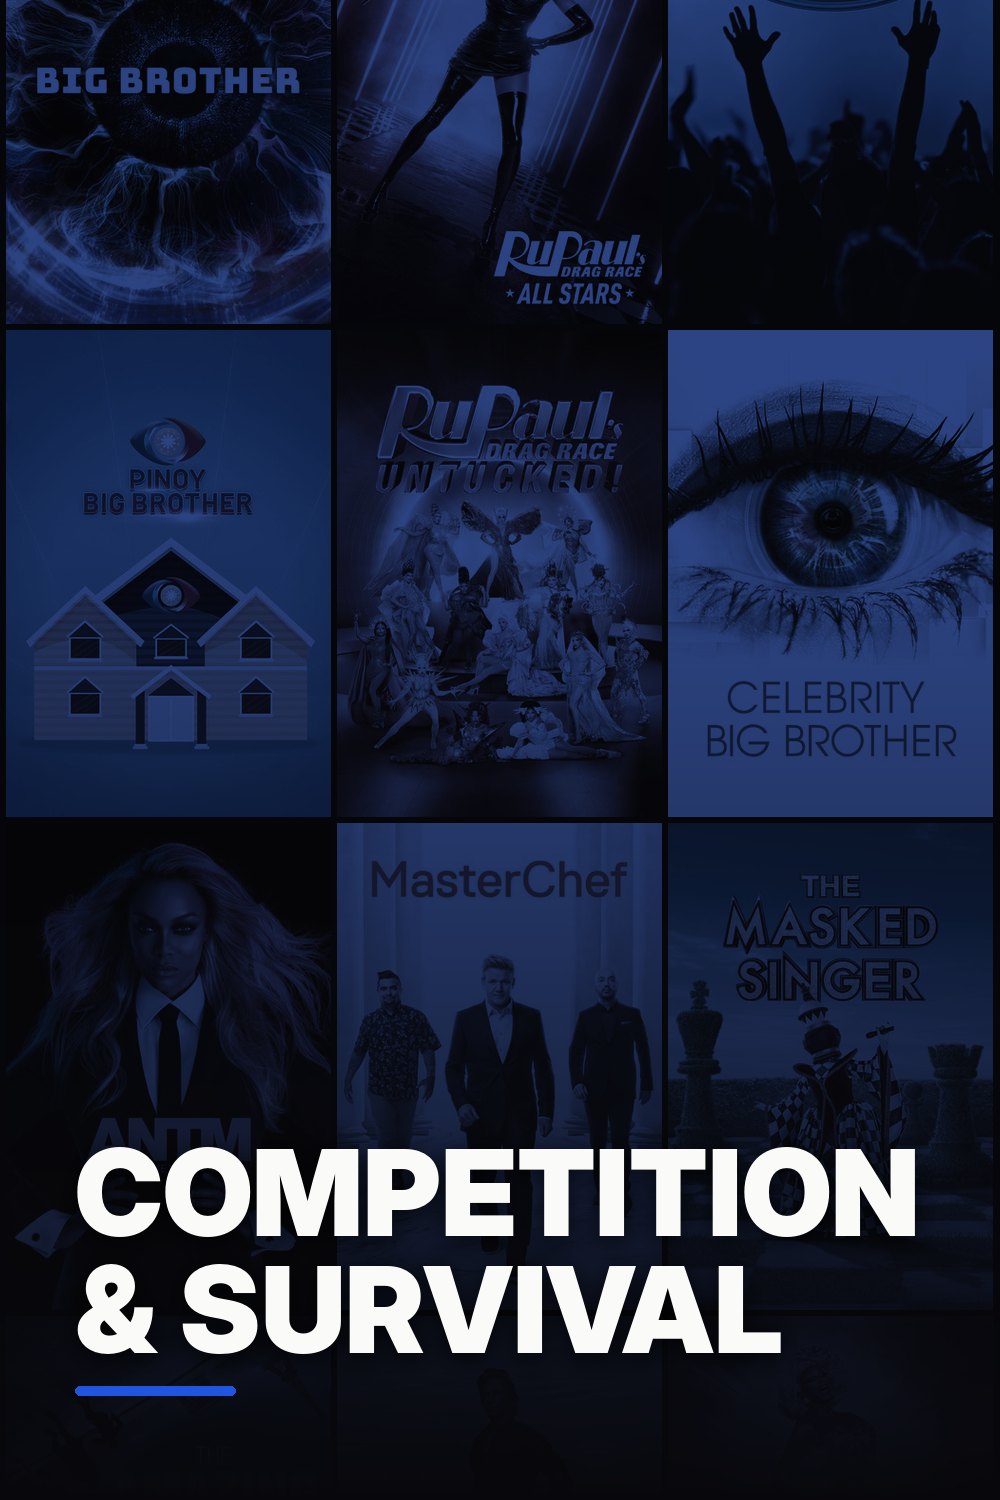 BIG BROTHER
RuPaul's
DRAG RACE
ALL STARS
PINOY
BIG BROTHER
RuPaul's
DRAG RACE
UNTUCKED!
CELEBRITY
BIG BROTHER
ANTM
MasterChef
THE
MASKED
SINGER
COMPETITION
& SURVIVAL
THE